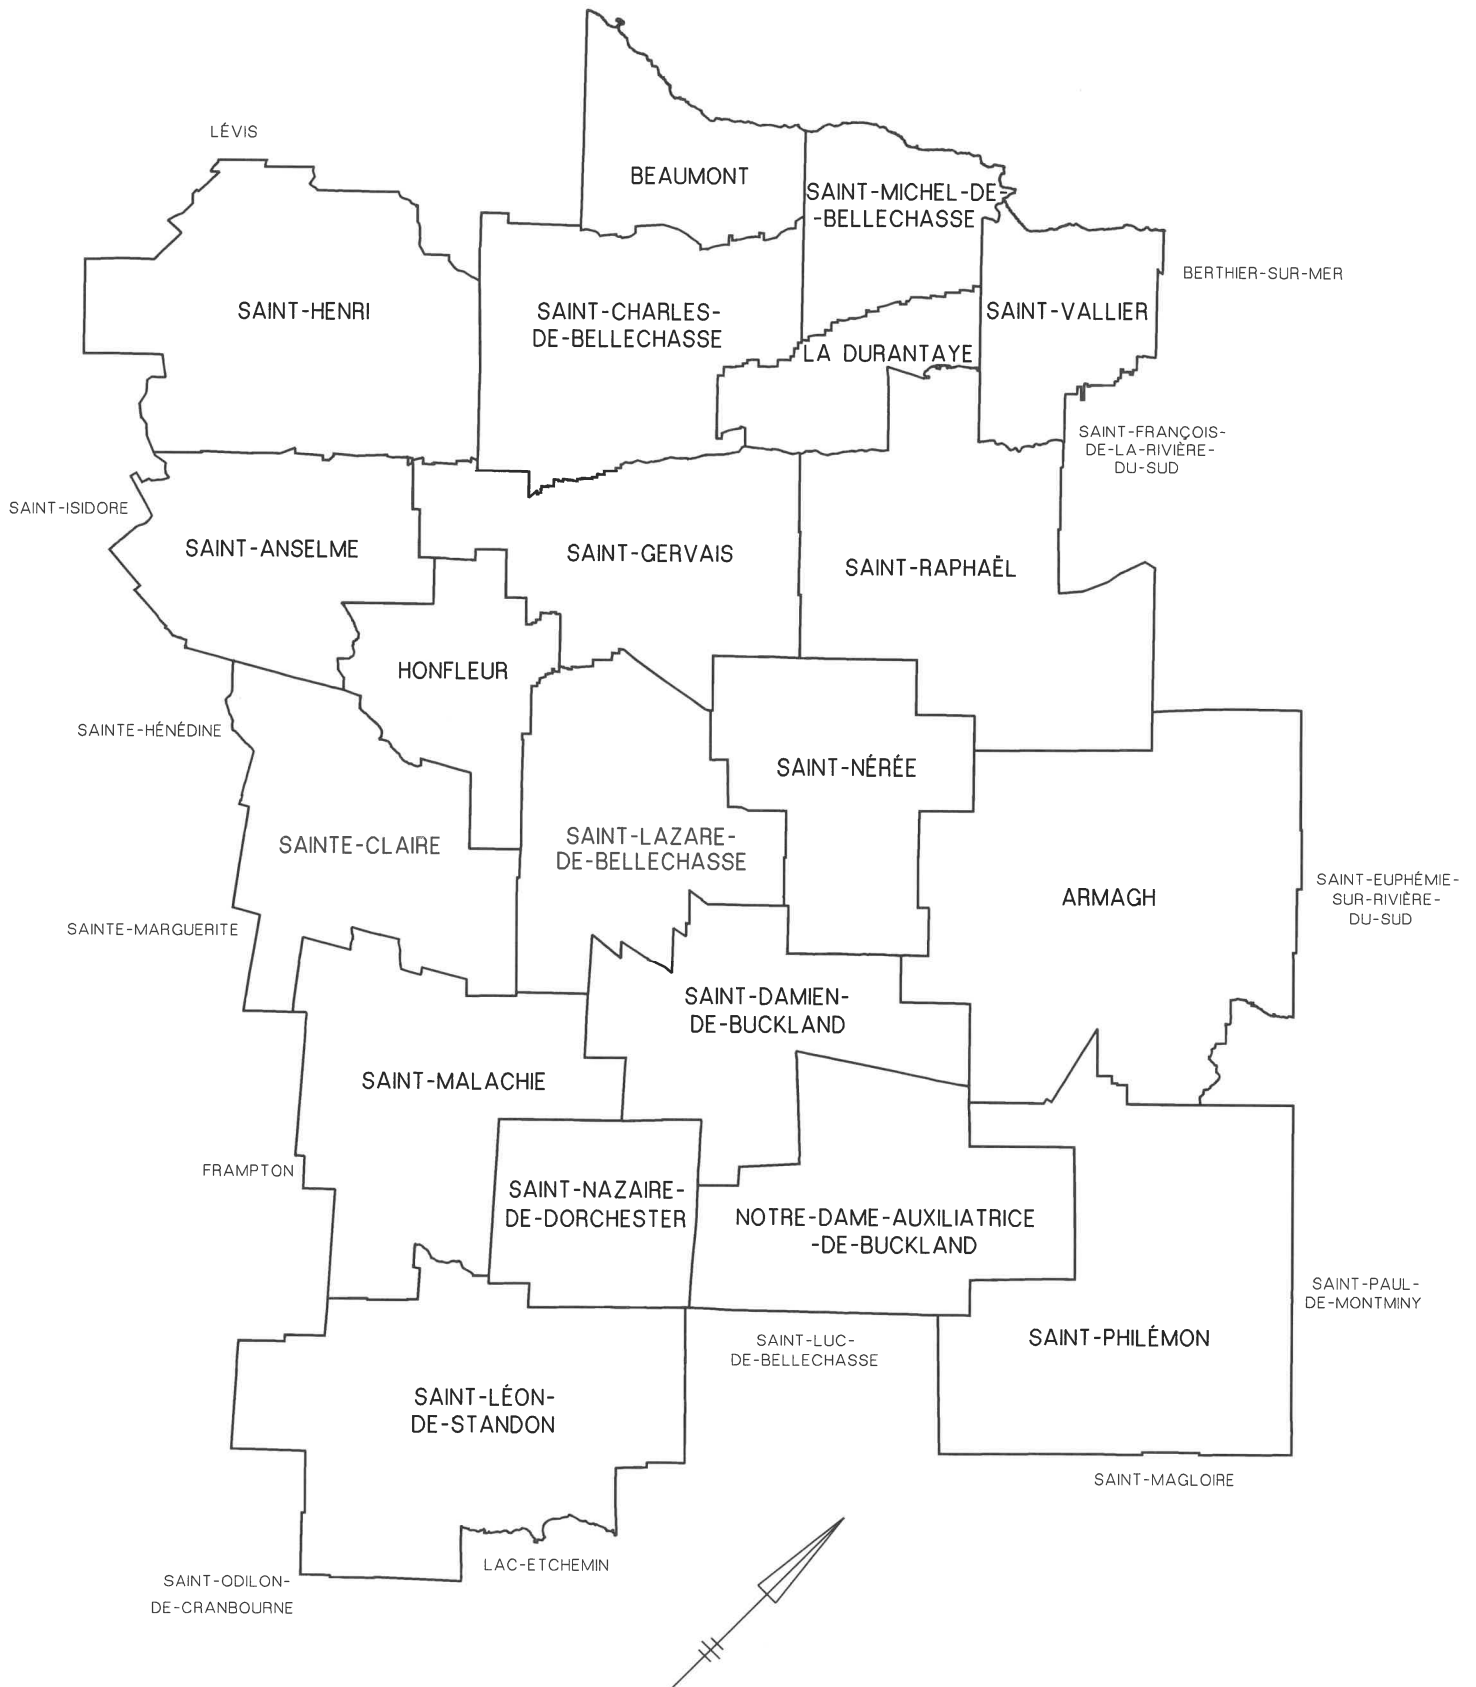 LÉVIS
BEAUMONT
SAINT-MICHEL-DE-
-BELLECHASSE
BERTHIER-SUR-MER
SAINT-HENRI
SAINT-CHARLES-
DE-BELLECHASSE
SAINT-VALLIER
LA DURANTAYE
SAINT-FRANÇOIS-
DE-LA-RIVIÈRE-
DU-SUD
SAINT-ISIDORE
SAINT-ANSELME
SAINT-GERVAIS
SAINT-RAPHAËL
HONFLEUR
SAINTE-HÉNÉDINE
SAINT-NÉRÉE
SAINTE-CLAIRE
SAINT-LAZARE-
DE-BELLECHASSE
ARMAGH
SAINT-EUPHÉMIE-
SUR-RIVIÈRE-
DU-SUD
SAINTE-MARGUERITE
SAINT-DAMIEN-
DE-BUCKLAND
SAINT-MALACHIE
FRAMPTON
SAINT-NAZAIRE-
DE-DORCHESTER
NOTRE-DAME-AUXILIATRICE
-DE-BUCKLAND
SAINT-PAUL-
DE-MONTMINY
SAINT-LUC-
DE-BELLECHASSE
SAINT-PHILÉMON
SAINT-LÉON-
DE-STANDON
SAINT-MAGLOIRE
LAC-ETCHEMIN
SAINT-ODILON-
DE-CRANBOURNE